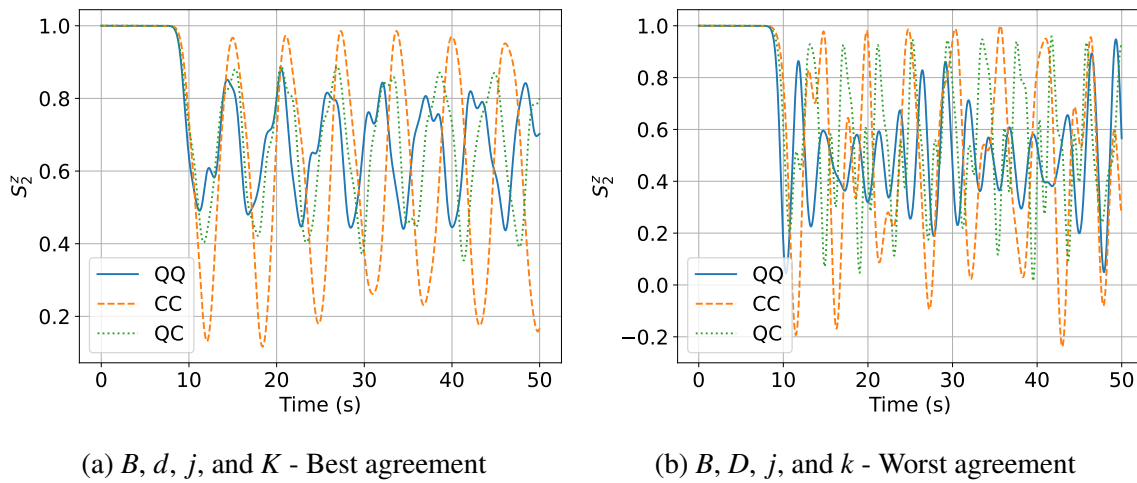 1.0
0.8
0.6
0.4
0.2
S₂ᶻ
QQ
CC
QC
0 10 20 30 40 50
Time (s)
(a) B, d, j, and K - Best agreement
1.0
0.8
0.6
0.4
0.2
0.0
−0.2
S₂ᶻ
QQ
CC
QC
0 10 20 30 40 50
Time (s)
(b) B, D, j, and k - Worst agreement